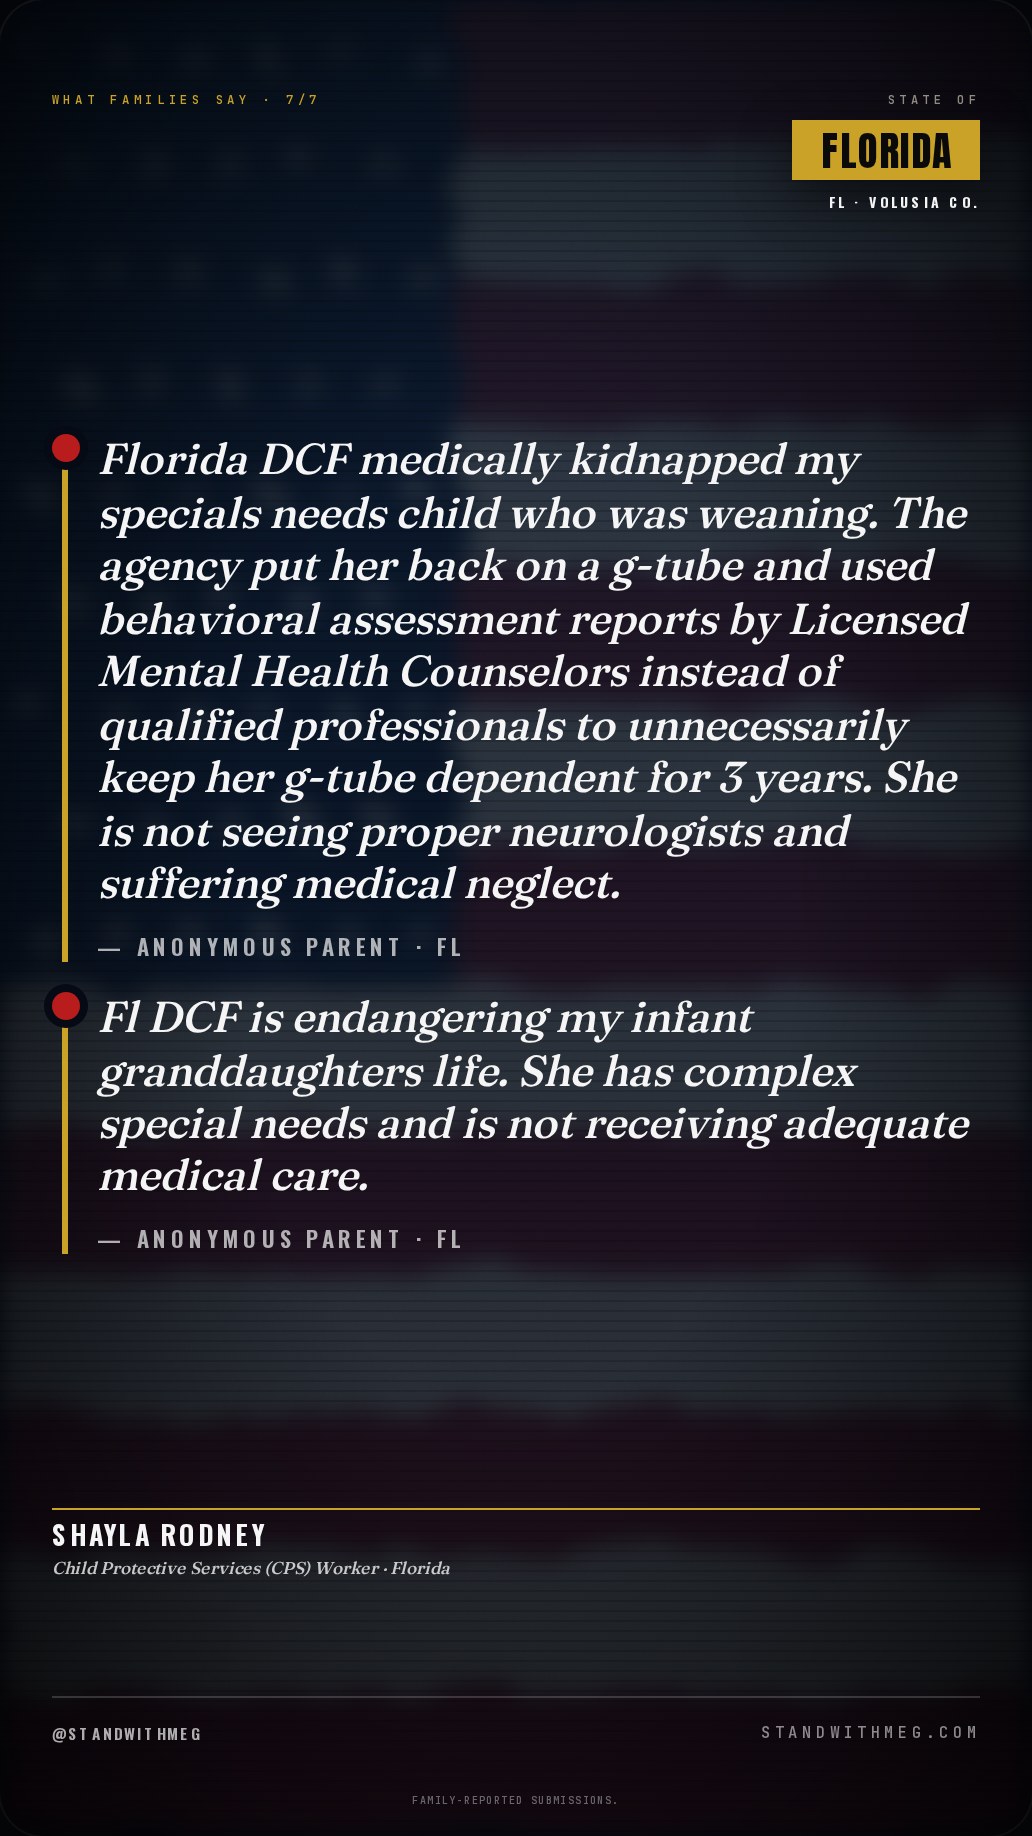 WHAT FAMILIES SAY · 7/7
STATE OF
FLORIDA
FL · VOLUSIA CO.
Florida DCF medically kidnapped my
specials needs child who was weaning. The
agency put her back on a g-tube and used
behavioral assessment reports by Licensed
Mental Health Counselors instead of
qualified professionals to unnecessarily
keep her g-tube dependent for 3 years. She
is not seeing proper neurologists and
suffering medical neglect.
— ANONYMOUS PARENT · FL
Fl DCF is endangering my infant
granddaughters life. She has complex
special needs and is not receiving adequate
medical care.
— ANONYMOUS PARENT · FL
SHAYLA RODNEY
Child Protective Services (CPS) Worker · Florida
@STANDWITHMEG
STANDWITHMEG.COM
FAMILY-REPORTED SUBMISSIONS.